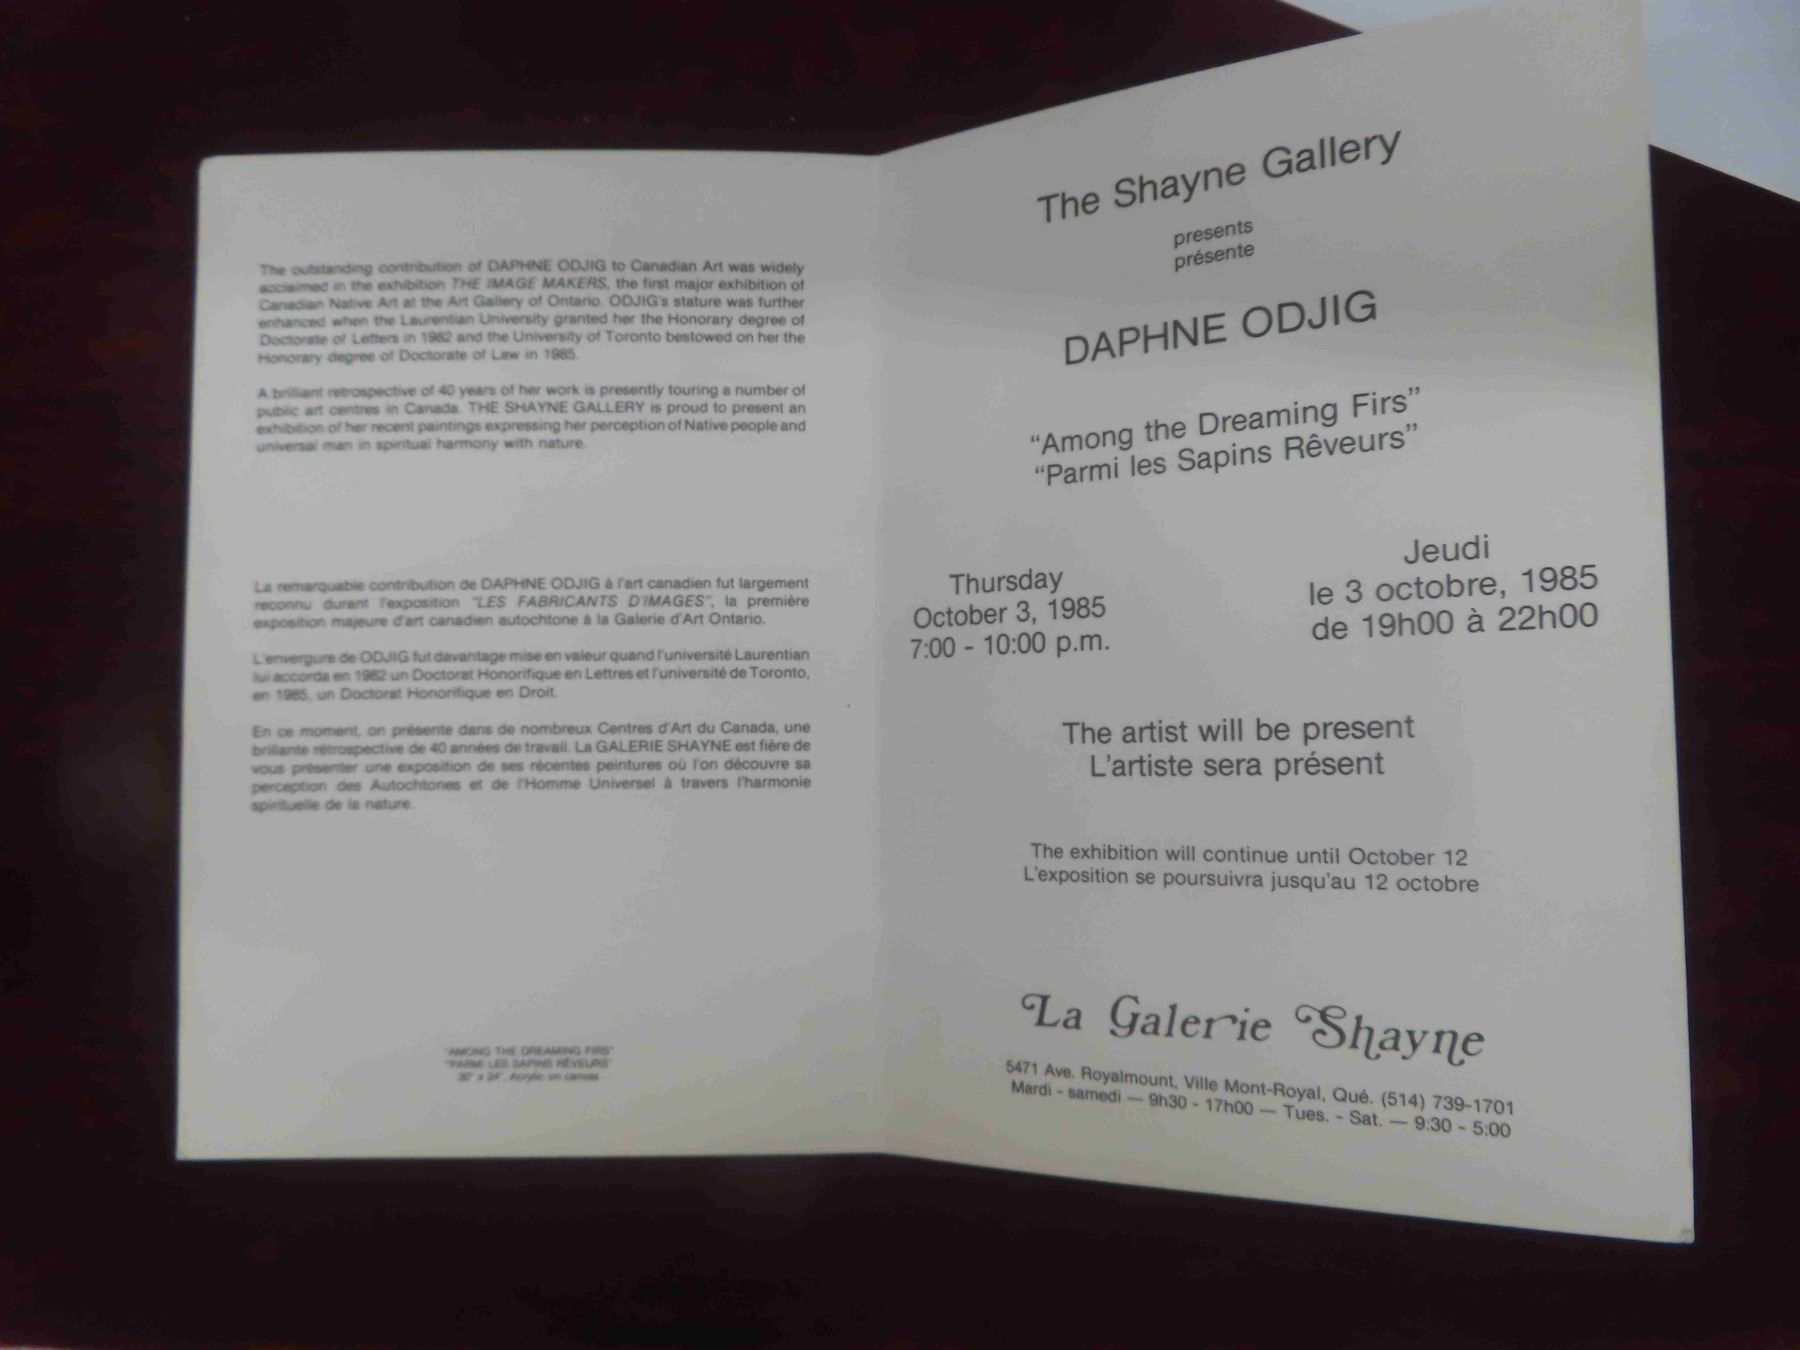 The outstanding contribution of DAPHNE ODJIG to Canadian Art was widely
acclaimed in the exhibition THE IMAGE MAKERS, the first major exhibition of
Canadian Native Art at the Art Gallery of Ontario. ODJIG's stature was further
enhanced when the Laurentian University granted her the Honorary degree of
Doctorate of Letters in 1982 and the University of Toronto bestowed on her the
Honorary degree of Doctorate of Law in 1985.
A brilliant retrospective of 40 years of her work is presently touring a number of
public art centres in Canada. THE SHAYNE GALLERY is proud to present an
exhibition of her recent paintings expressing her perception of Native people and
universal man in spiritual harmony with nature.
La remarquable contribution de DAPHNE ODJIG à l'art canadien fut largement
reconnu durant l'exposition "LES FABRICANTS D'IMAGES", la première
exposition majeure d'art canadien autochtone à la Galerie d'Art Ontario.
L'envergure de ODJIG fut davantage mise en valeur quand l'université Laurentian
lui accorda en 1982 un Doctorat Honorifique en Lettres et l'université de Toronto,
en 1985, un Doctorat Honorifique en Droit.
En ce moment, on présente dans de nombreux Centres d'Art du Canada, une
brillante rétrospective de 40 années de travail. La GALERIE SHAYNE est fière de
vous présenter une exposition de ses récentes peintures où l'on découvre sa
perception des Autochtones et de l'Homme Universel à travers l'harmonie
spirituelle de la nature.
"AMONG THE DREAMING FIRS"
"PARMI LES SAPINS RÊVEURS"
30" x 24", Acrylic on canvas
The Shayne Gallery
presents
présente
DAPHNE ODJIG
"Among the Dreaming Firs"
"Parmi les Sapins Rêveurs"
Thursday
October 3, 1985
7:00 - 10:00 p.m.
Jeudi
le 3 octobre, 1985
de 19h00 à 22h00
The artist will be present
L'artiste sera présent
The exhibition will continue until October 12
L'exposition se poursuivra jusqu'au 12 octobre
La Galerie Shayne
5471 Ave. Royalmount, Ville Mont-Royal, Qué. (514) 739-1701
Mardi - samedi — 9h30 - 17h00 — Tues. - Sat. — 9:30 - 5:00